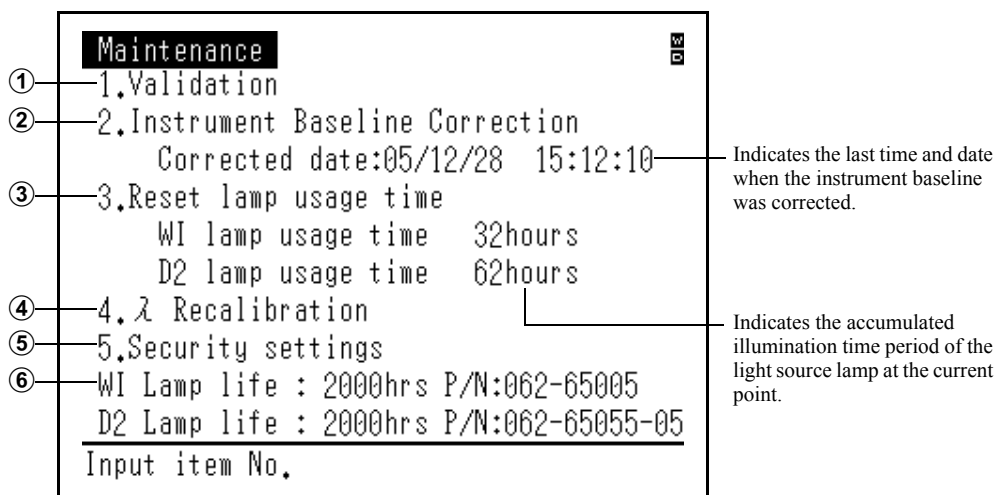 Maintenance W D
① 1.Validation
② 2.Instrument Baseline Correction
Corrected date:05/12/28 15:12:10
Indicates the last time and date
when the instrument baseline
was corrected.
③ 3.Reset lamp usage time
WI lamp usage time 32hours
D2 lamp usage time 62hours
④ 4.λ Recalibration
⑤ 5.Security settings
Indicates the accumulated
illumination time period of the
light source lamp at the current
point.
⑥ WI Lamp life : 2000hrs P/N:062-65005
D2 Lamp life : 2000hrs P/N:062-65055-05
Input item No.